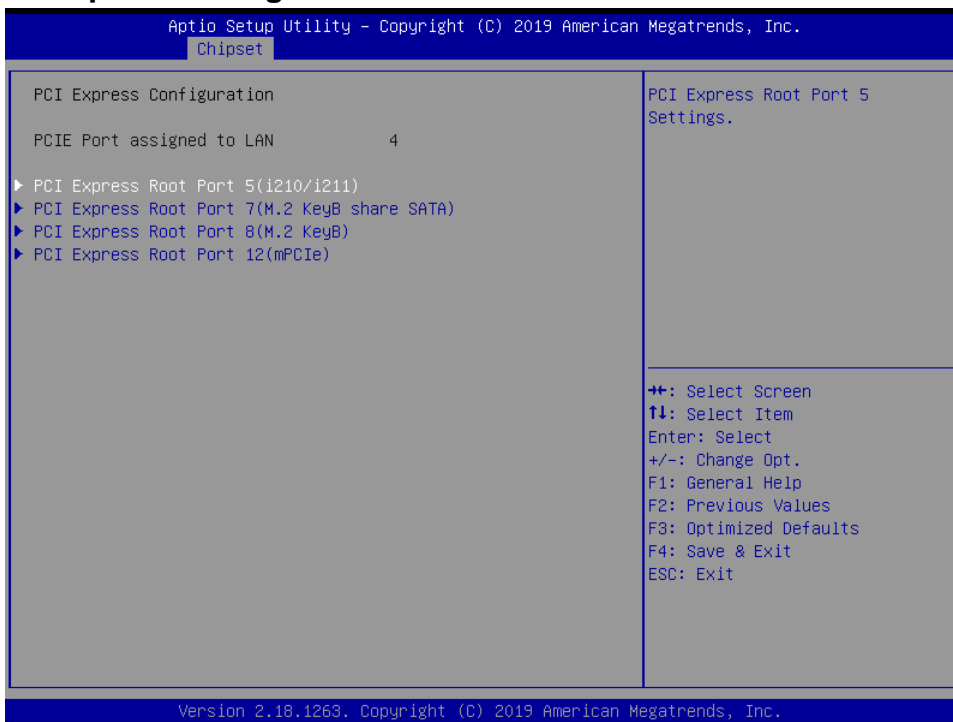 Aptio Setup Utility – Copyright (C) 2019 American Megatrends, Inc.
Chipset
PCI Express Configuration
PCIE Port assigned to LAN 4
▶ PCI Express Root Port 5(i210/i211)
▶ PCI Express Root Port 7(M.2 KeyB share SATA)
▶ PCI Express Root Port 8(M.2 KeyB)
▶ PCI Express Root Port 12(mPCIe)
PCI Express Root Port 5
Settings.
→←: Select Screen
↑↓: Select Item
Enter: Select
+/-: Change Opt.
F1: General Help
F2: Previous Values
F3: Optimized Defaults
F4: Save & Exit
ESC: Exit
Version 2.18.1263. Copyright (C) 2019 American Megatrends, Inc.